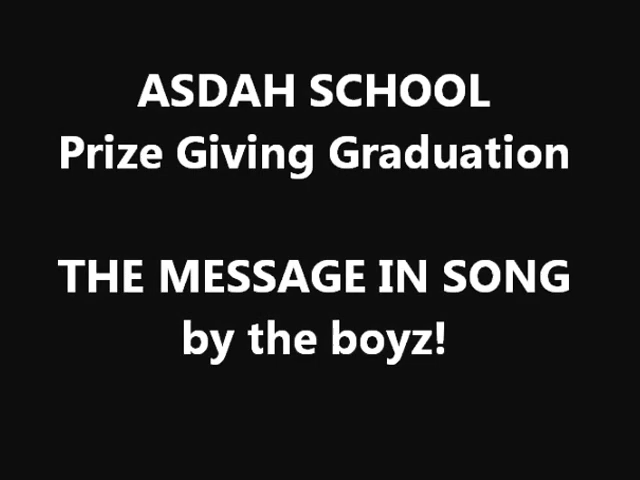 ASDAH SCHOOL
Prize Giving Graduation
THE MESSAGE IN SONG
by the boyz!